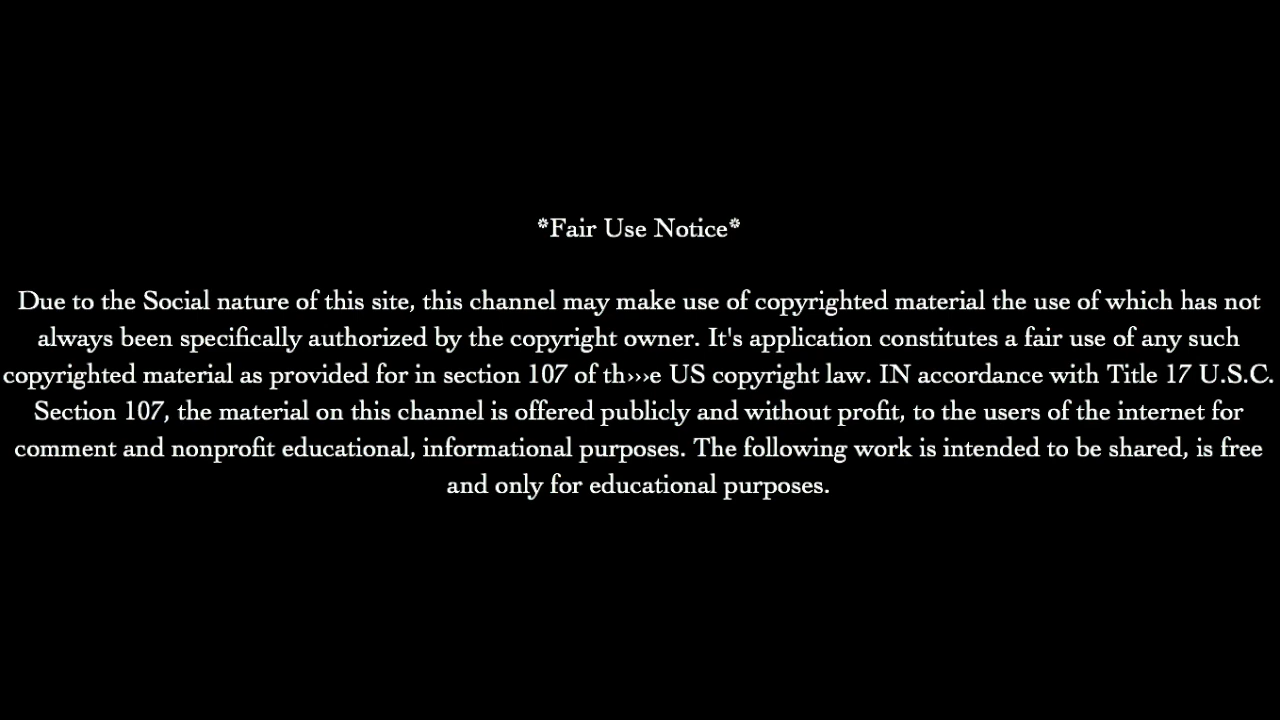 *Fair Use Notice*
Due to the Social nature of this site, this channel may make use of copyrighted material the use of which has not
always been specifically authorized by the copyright owner. It's application constitutes a fair use of any such
copyrighted material as provided for in section 107 of th›››e US copyright law. IN accordance with Title 17 U.S.C.
Section 107, the material on this channel is offered publicly and without profit, to the users of the internet for
comment and nonprofit educational, informational purposes. The following work is intended to be shared, is free
and only for educational purposes.